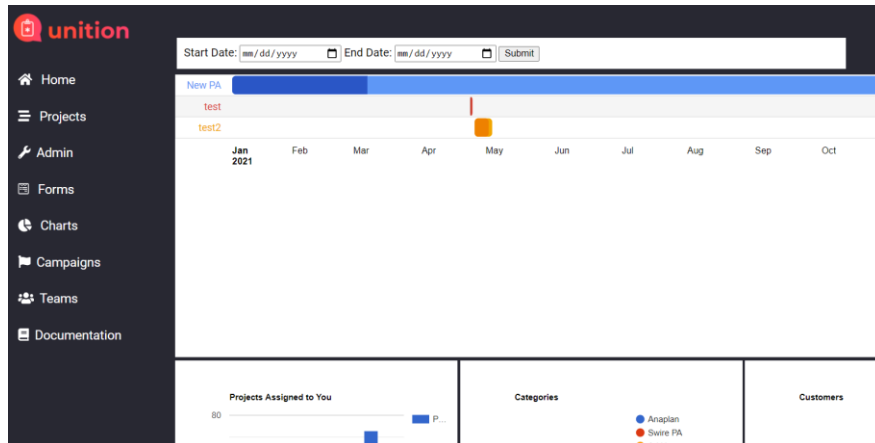 unition
Start Date: mm/dd/yyyy End Date: mm/dd/yyyy Submit
Home
Projects
Admin
Forms
Charts
Campaigns
Teams
Documentation
New PA
test
test2
Jan Feb Mar Apr May Jun Jul Aug Sep Oct
2021
Projects Assigned to You
80
P...
Categories
Anaplan
Swire PA
Customers